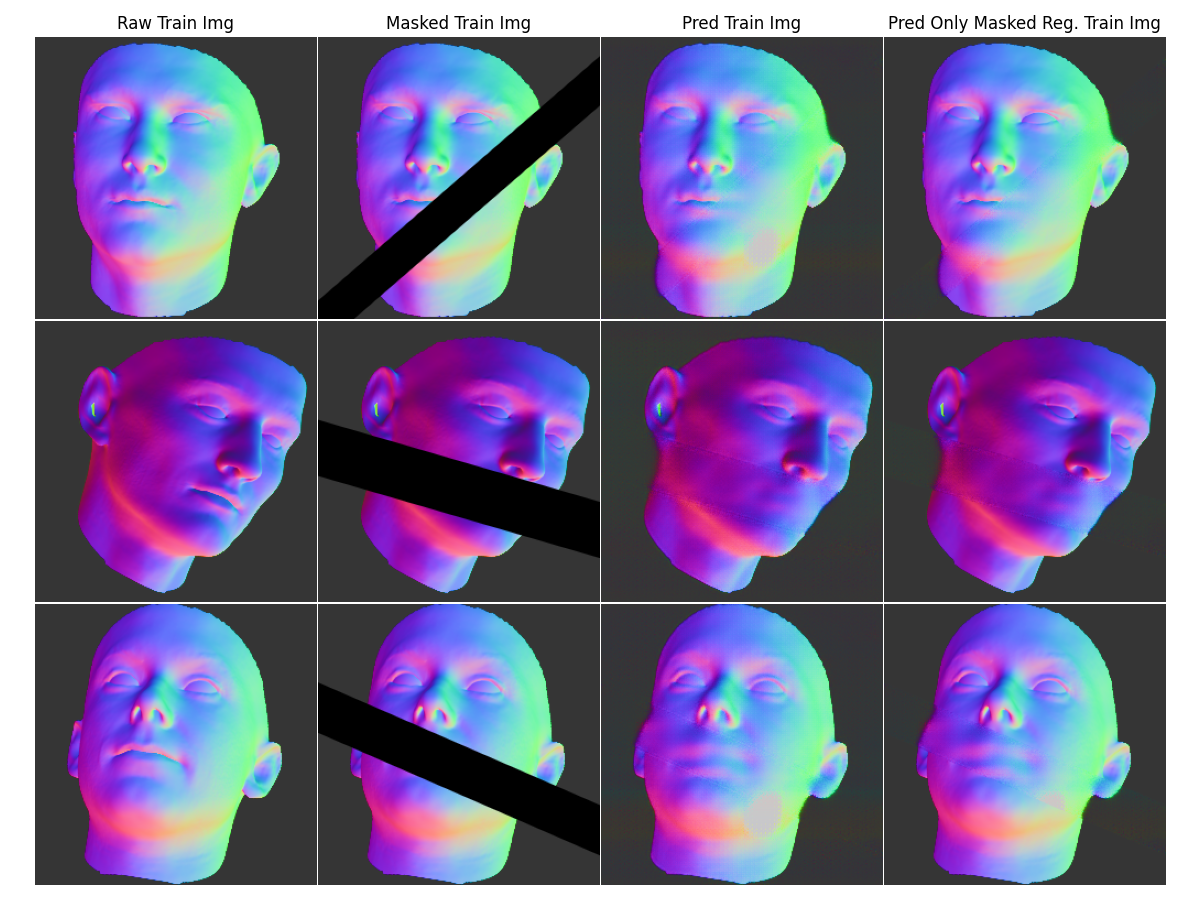 Raw Train Img
Masked Train Img
Pred Train Img
Pred Only Masked Reg. Train Img